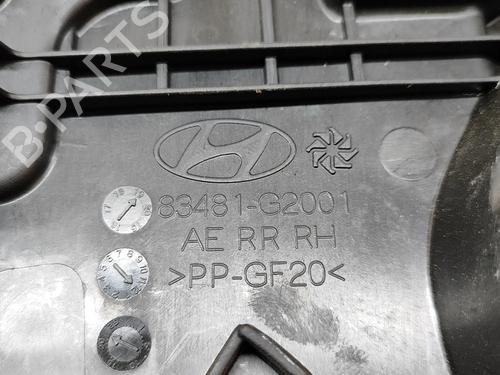 B-PARTS
83481-G2001
AE RR RH
>PP-GF20<